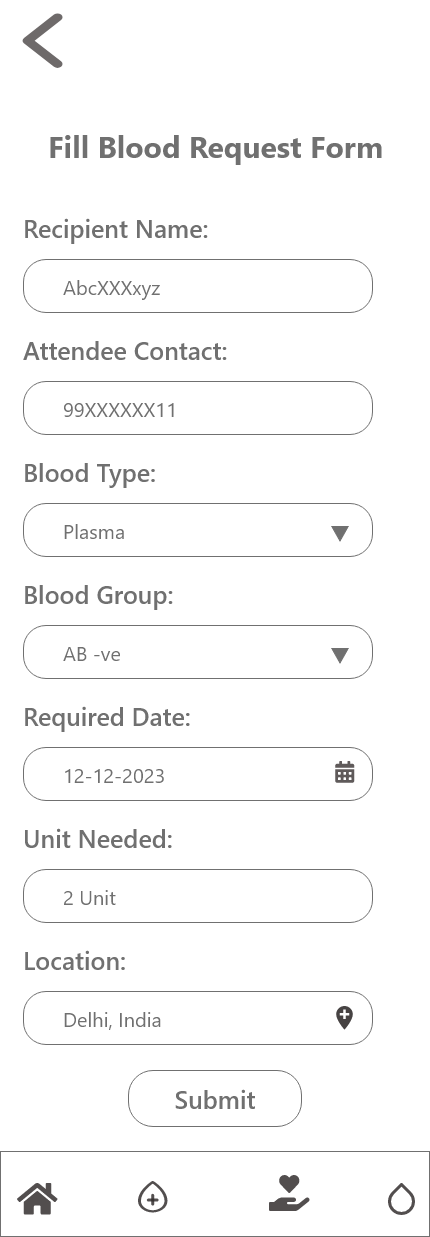 Fill Blood Request Form
Recipient Name:
AbcXXXxyz
Attendee Contact:
99XXXXXX11
Blood Type:
Plasma
Blood Group:
AB -ve
Required Date:
12-12-2023
Unit Needed:
2 Unit
Location:
Delhi, India
Submit